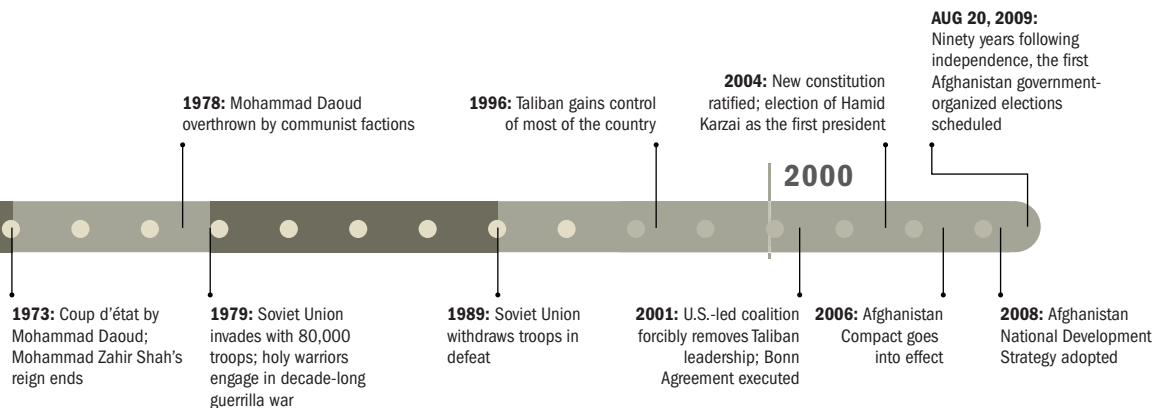 AUG 20, 2009:
Ninety years following
independence, the first
Afghanistan government-
organized elections
scheduled
2004: New constitution
ratified; election of Hamid
Karzai as the first president
1978: Mohammad Daoud
overthrown by communist factions
1996: Taliban gains control
of most of the country
2000
1973: Coup d’état by
Mohammad Daoud;
Mohammad Zahir Shah’s
reign ends
1979: Soviet Union
invades with 80,000
troops; holy warriors
engage in decade-long
guerrilla war
1989: Soviet Union
withdraws troops in
defeat
2001: U.S.-led coalition
forcibly removes Taliban
leadership; Bonn
Agreement executed
2006: Afghanistan
Compact goes
into effect
2008: Afghanistan
National Development
Strategy adopted